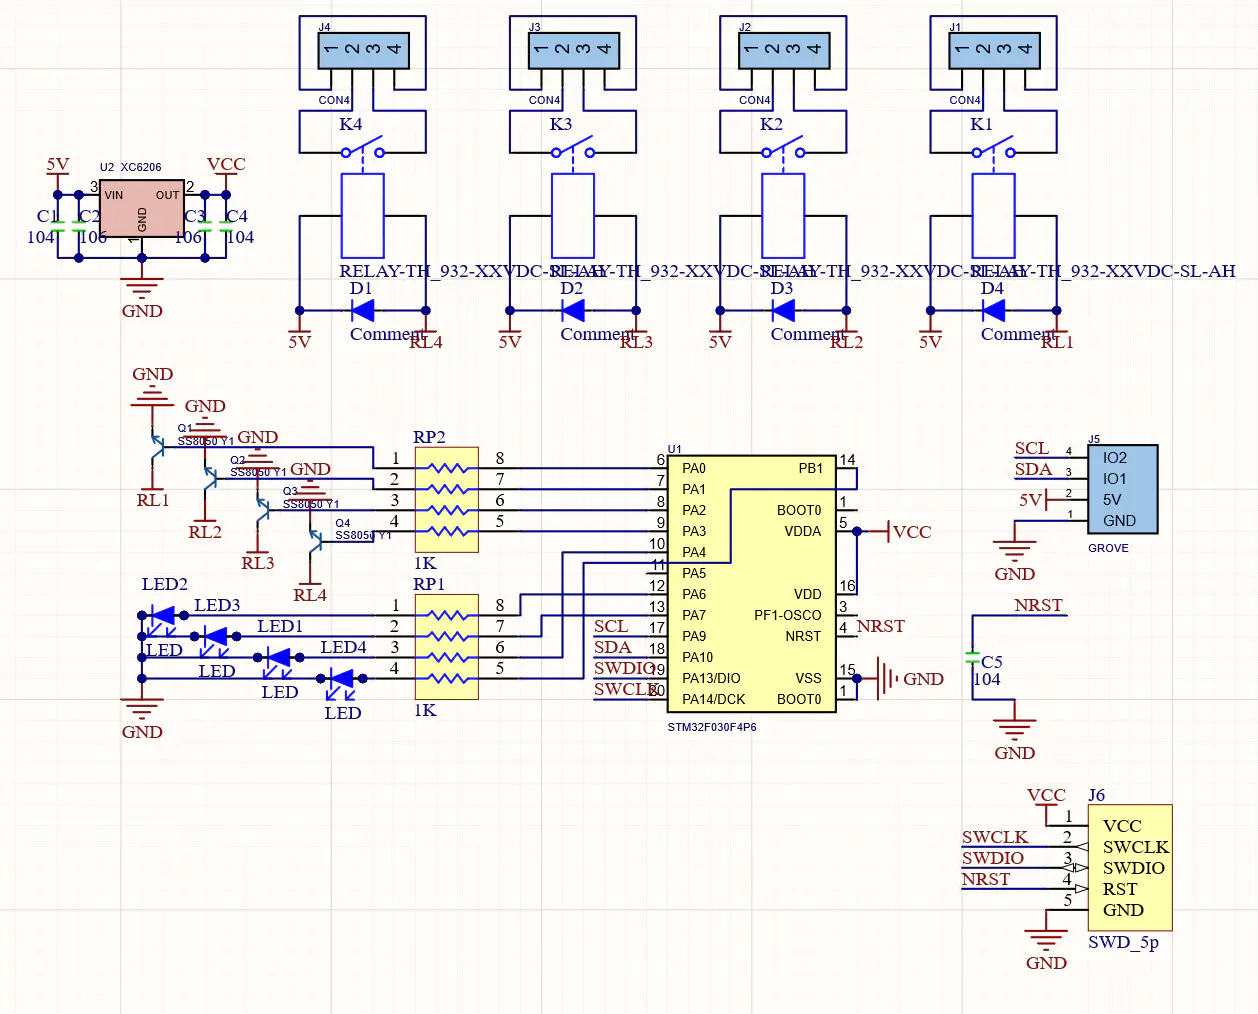 J4
1 2 3 4
CON4
K4
RELAY-TH_932-XXVDC-SL-AH
D1
Comment
5V
RL4
J3
1 2 3 4
CON4
K3
RELAY-TH_932-XXVDC-SL-AH
D2
Comment
5V
RL3
J2
1 2 3 4
CON4
K2
RELAY-TH_932-XXVDC-SL-AH
D3
Comment
5V
RL2
J1
1 2 3 4
CON4
K1
RELAY-TH_932-XXVDC-SL-AH
D4
Comment
5V
RL1
5V
U2 XC6206
VCC
3
VIN
OUT
2
GND
1
C1
104
C2
106
C3
106
C4
104
GND
GND
Q1
SS8050 Y1
RL1
GND
Q2
SS8050 Y1
RL2
GND
Q3
SS8050 Y1
RL3
GND
Q4
SS8050 Y1
RL4
RP2
1 8
2 7
3 6
4 5
1K
LED2
LED
LED3
LED
LED1
LED
LED4
LED
GND
RP1
1 8
2 7
3 6
4 5
1K
U1
6 PA0 PB1 14
7 PA1
8 PA2 BOOT0 1
9 PA3 VDDA 5 VCC
10 PA4
11 PA5
12 PA6 VDD 16
13 PA7 PF1-OSCO 3
SCL 17 PA9 NRST 4 NRST
SDA 18 PA10
SWDIO 19 PA13/DIO VSS 15 GND
SWCLK 20 PA14/DCK BOOT0 1
STM32F030F4P6
J5
SCL 4 IO2
SDA 3 IO1
5V 2 5V
1 GND
GROVE
GND
NRST
C5
104
GND
VCC
J6
1 VCC
SWCLK 2 SWCLK
SWDIO 3 SWDIO
NRST 4 RST
5 GND
SWD_5p
GND